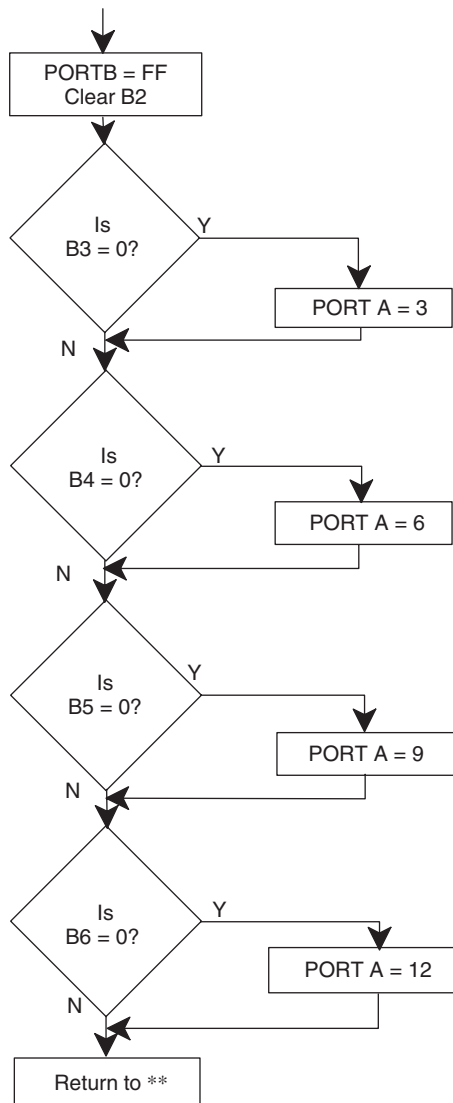 PORTB = FF
Clear B2
Is
B3 = 0?
Y
PORT A = 3
N
Is
B4 = 0?
Y
PORT A = 6
N
Is
B5 = 0?
Y
PORT A = 9
N
Is
B6 = 0?
Y
PORT A = 12
N
Return to **